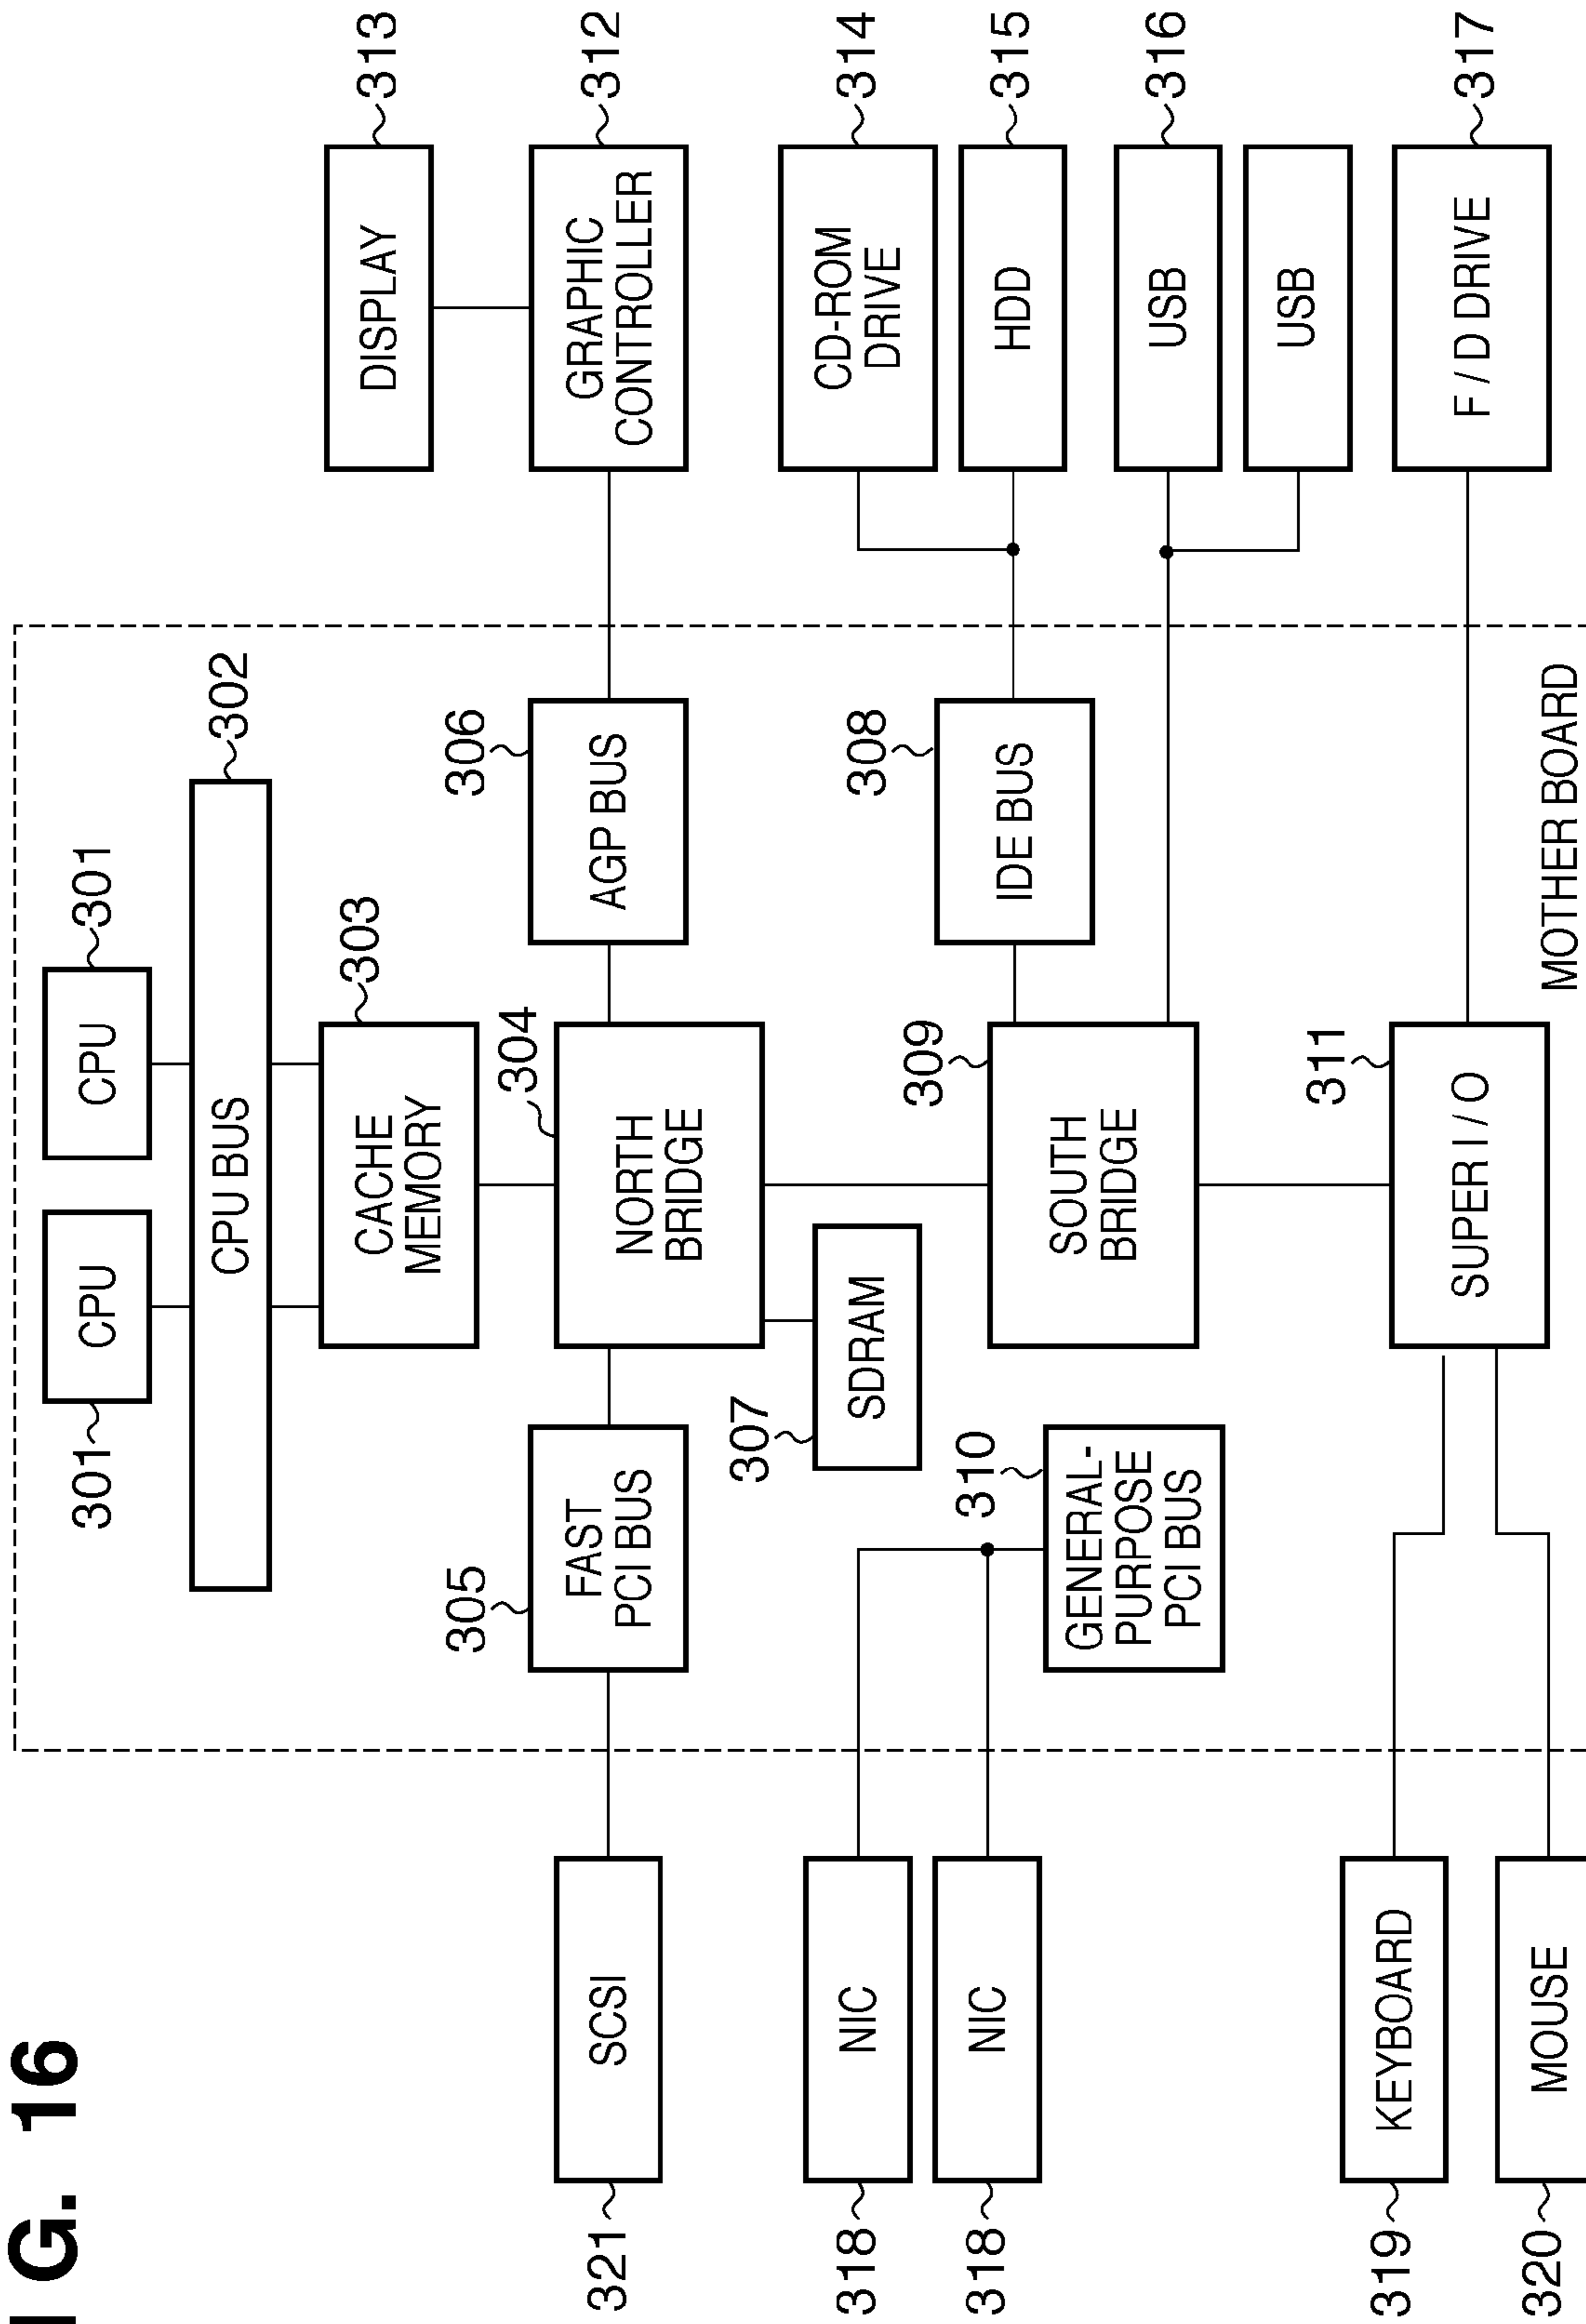 IG. 16
301
CPU
CPU
301
CPU BUS
302
CACHE
MEMORY
303
DISPLAY
313
321
SCSI
305
FAST
PCI BUS
NORTH
BRIDGE
304
306
AGP BUS
GRAPHIC
CONTROLLER
312
307
SDRAM
318
NIC
318
NIC
310
GENERAL-
PURPOSE
PCI BUS
309
SOUTH
BRIDGE
308
IDE BUS
CD-ROM
DRIVE
314
HDD
315
USB
316
USB
319
KEYBOARD
320
MOUSE
311
SUPER I / O
F / D DRIVE
317
MOTHER BOARD